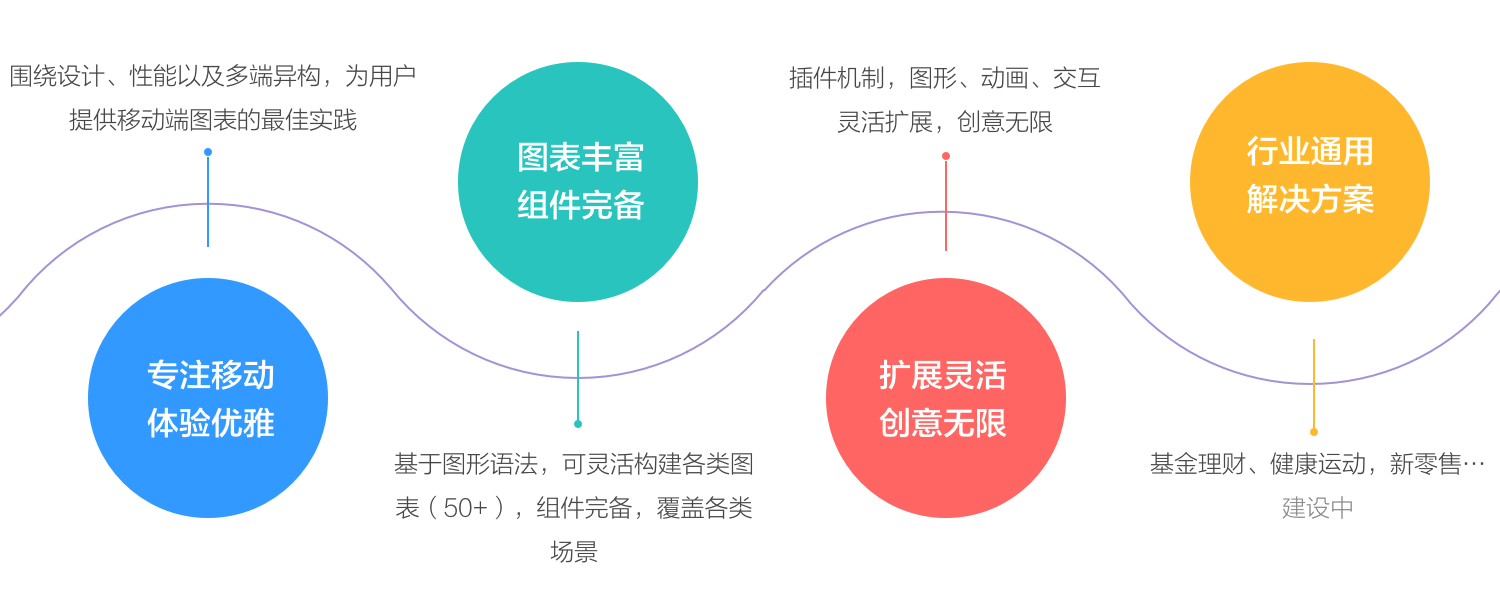 围绕设计、性能以及多端异构，为用户
提供移动端图表的最佳实践
专注移动
体验优雅
图表丰富
组件完备
基于图形语法，可灵活构建各类图
表（50+），组件完备，覆盖各类
场景
插件机制，图形、动画、交互
灵活扩展，创意无限
扩展灵活
创意无限
行业通用
解决方案
基金理财、健康运动，新零售…
建设中